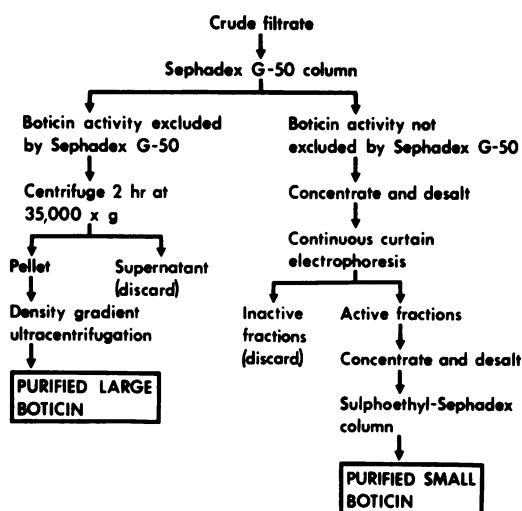 Crude filtrate
Sephadex G-50 column
Boticin activity excluded
by Sephadex G-50
Centrifuge 2 hr at
35,000 x g
Pellet
Supernatant
(discard)
Density gradient
ultracentrifugation
PURIFIED LARGE
BOTICIN
Boticin activity not
excluded by Sephadex G-50
Concentrate and desalt
Continuous curtain
electrophoresis
Inactive
fractions
(discard)
Active fractions
Concentrate and desalt
Sulphoethyl-Sephadex
column
PURIFIED SMALL
BOTICIN